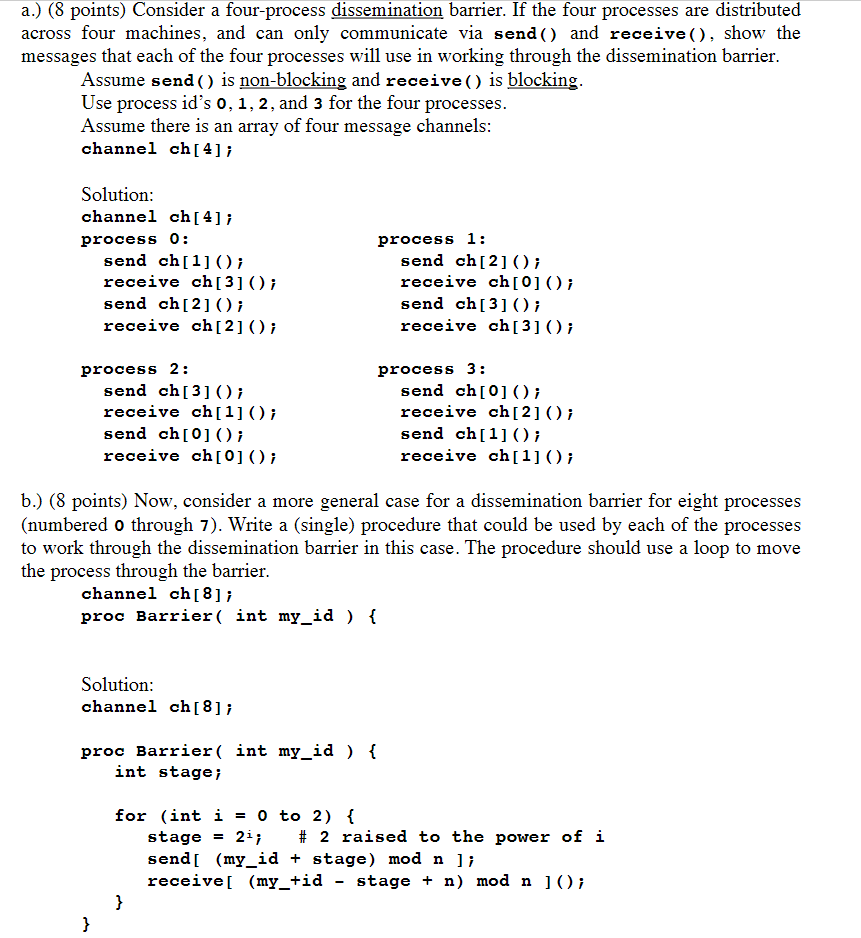 a.) (8 points) Consider a four-process dissemination barrier. If the four processes are distributed
across four machines, and can only communicate via send() and receive(), show the
messages that each of the four processes will use in working through the dissemination barrier.
Assume send() is non-blocking and receive() is blocking.
Use process id's 0, 1, 2, and 3 for the four processes.
Assume there is an array of four message channels:
channel ch[4];
Solution:
channel ch[4];
process 0:
send ch[1]();
receive ch[3]();
send ch[2]();
receive ch[2]();
process 1:
send ch[2]();
receive ch[0]();
send ch[3]();
receive ch[3]();
process 2:
send ch[3]();
receive ch[1]();
send ch[0]();
receive ch[0]();
process 3:
send ch[0]();
receive ch[2]();
send ch[1]();
receive ch[1]();
b.) (8 points) Now, consider a more general case for a dissemination barrier for eight processes
(numbered 0 through 7). Write a (single) procedure that could be used by each of the processes
to work through the dissemination barrier in this case. The procedure should use a loop to move
the process through the barrier.
channel ch[8];
proc Barrier( int my_id ) {
Solution:
channel ch[8];
proc Barrier( int my_id ) {
int stage;
for (int i = 0 to 2) {
stage = 2ⁱ; # 2 raised to the power of i
send[ (my_id + stage) mod n ];
receive[ (my_+id - stage + n) mod n ]();
}
}